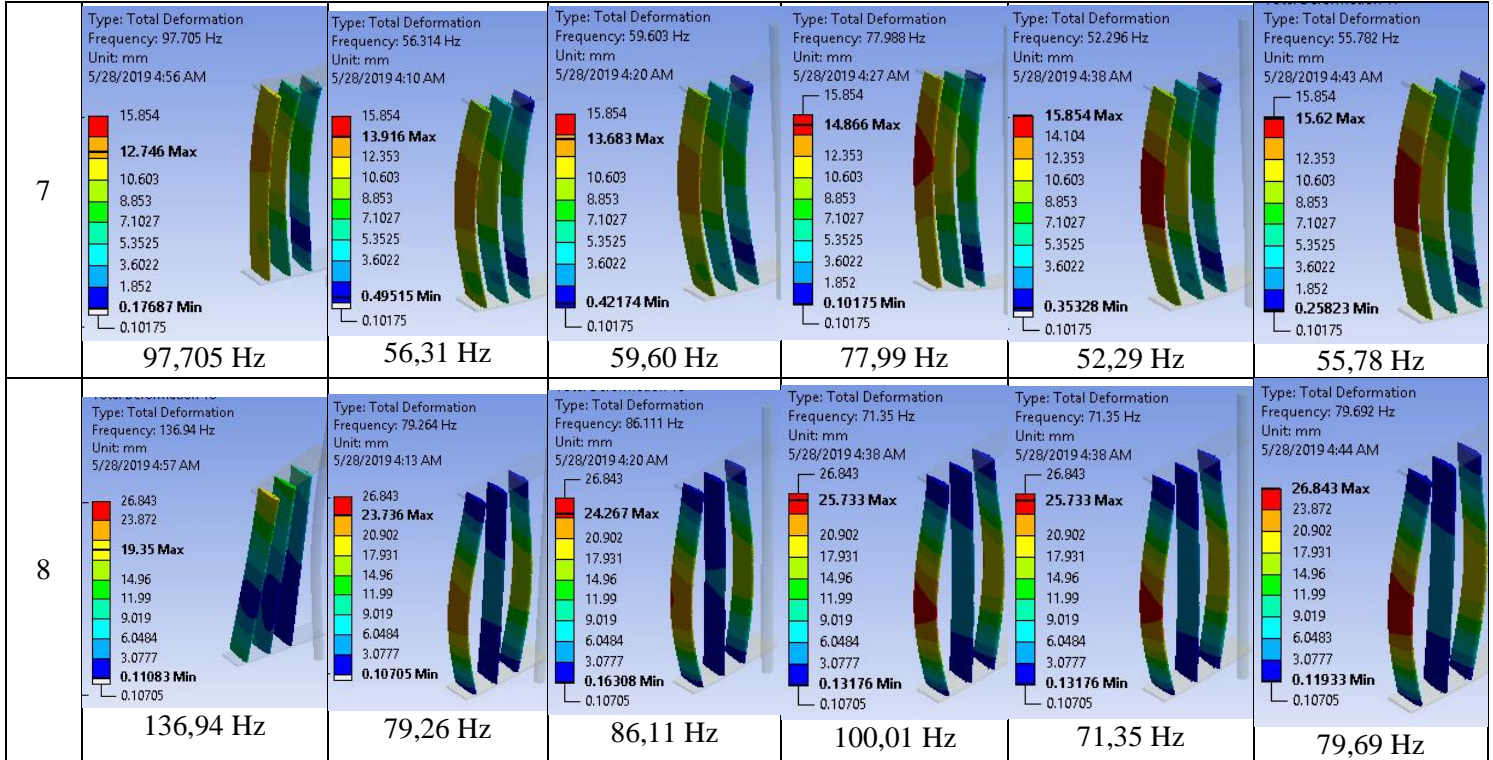 7
Type: Total Deformation
Frequency: 97.705 Hz
Unit: mm
5/28/2019 4:56 AM
15.854
12.746 Max
10.603
8.853
7.1027
5.3525
3.6022
1.852
0.17687 Min
0.10175
97,705 Hz
Type: Total Deformation
Frequency: 56.314 Hz
Unit: mm
5/28/2019 4:10 AM
15.854
13.916 Max
12.353
10.603
8.853
7.1027
5.3525
3.6022
0.49515 Min
0.10175
56,31 Hz
Type: Total Deformation
Frequency: 59.603 Hz
Unit: mm
5/28/2019 4:20 AM
15.854
13.683 Max
10.603
8.853
7.1027
5.3525
3.6022
0.42174 Min
0.10175
59,60 Hz
Type: Total Deformation
Frequency: 77.988 Hz
Unit: mm
5/28/2019 4:27 AM
15.854
14.866 Max
12.353
10.603
8.853
7.1027
5.3525
3.6022
1.852
0.10175 Min
0.10175
77,99 Hz
Type: Total Deformation
Frequency: 52.296 Hz
Unit: mm
5/28/2019 4:38 AM
15.854 Max
14.104
12.353
10.603
8.853
7.1027
5.3525
3.6022
0.35328 Min
0.10175
52,29 Hz
Type: Total Deformation
Frequency: 55.782 Hz
Unit: mm
5/28/2019 4:43 AM
15.854
15.62 Max
12.353
10.603
8.853
7.1027
5.3525
3.6022
1.852
0.25823 Min
0.10175
55,78 Hz
8
Type: Total Deformation
Frequency: 136.94 Hz
Unit: mm
5/28/2019 4:57 AM
26.843
23.872
19.35 Max
14.96
11.99
9.019
6.0484
3.0777
0.11083 Min
0.10705
136,94 Hz
Type: Total Deformation
Frequency: 79.264 Hz
Unit: mm
5/28/2019 4:13 AM
26.843
23.736 Max
20.902
17.931
14.96
11.99
9.019
6.0484
3.0777
0.10705 Min
79,26 Hz
Type: Total Deformation
Frequency: 86.111 Hz
Unit: mm
5/28/2019 4:20 AM
26.843
24.267 Max
20.902
17.931
14.96
11.99
9.019
6.0484
3.0777
0.16308 Min
0.10705
86,11 Hz
Type: Total Deformation
Frequency: 71.35 Hz
Unit: mm
5/28/2019 4:38 AM
26.843
25.733 Max
20.902
17.931
14.96
11.99
9.019
6.0484
3.0777
0.13176 Min
0.10705
100,01 Hz
Type: Total Deformation
Frequency: 71.35 Hz
Unit: mm
5/28/2019 4:38 AM
26.843
25.733 Max
20.902
17.931
14.96
11.99
9.019
6.0484
3.0777
0.13176 Min
0.10705
71,35 Hz
Type: Total Deformation
Frequency: 79.692 Hz
Unit: mm
5/28/2019 4:44 AM
26.843 Max
23.872
20.902
17.931
14.96
11.99
9.019
6.0483
3.0777
0.11933 Min
0.10705
79,69 Hz